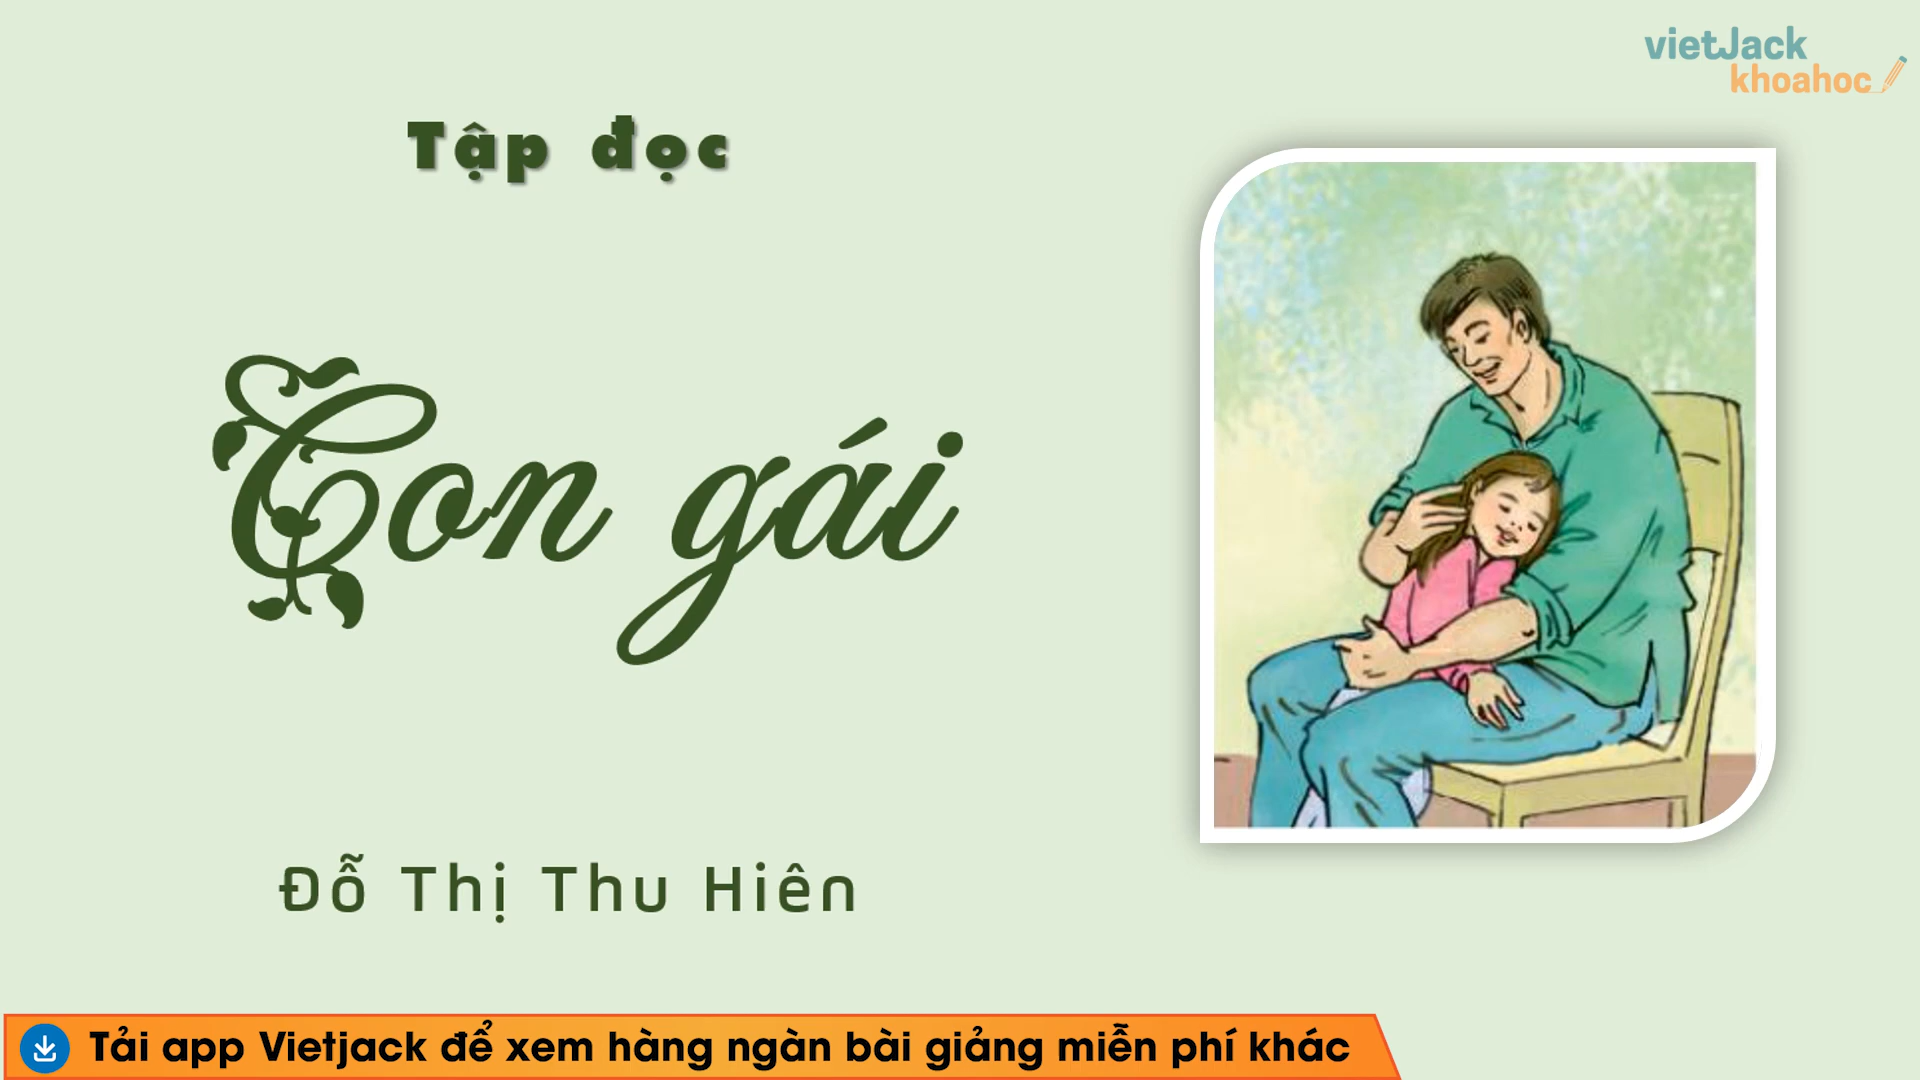 vietJack
khoahoc
Tập đọc
Con gái
Đỗ Thị Thu Hiên
Tải app Vietjack để xem hàng ngàn bài giảng miễn phí khác